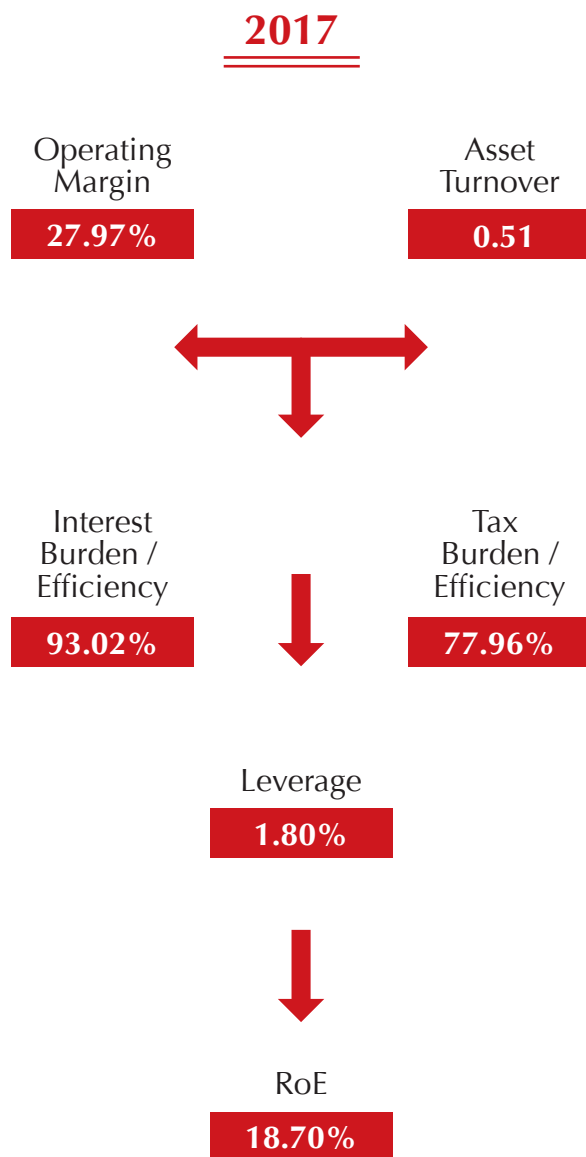 2017
Operating
Margin
27.97%
Asset
Turnover
0.51
Interest
Burden /
Efficiency
93.02%
Tax
Burden /
Efficiency
77.96%
Leverage
1.80%
RoE
18.70%